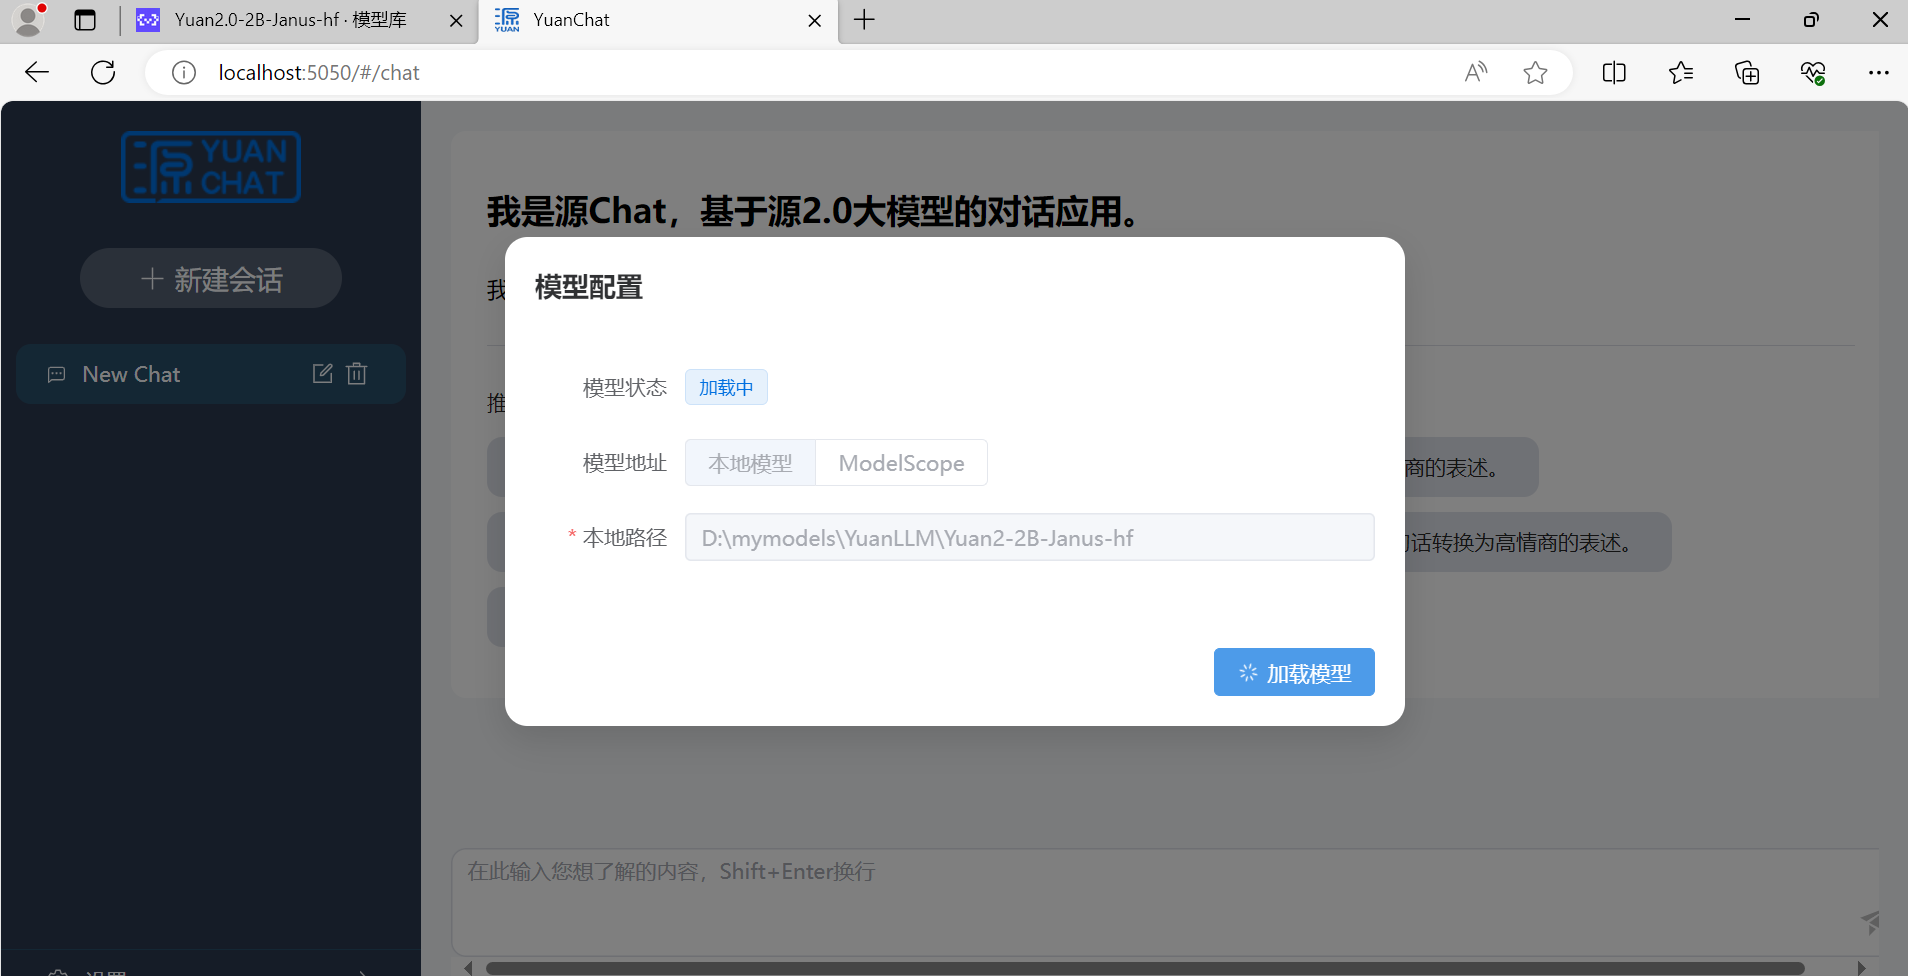 Yuan2.0-2B-Janus-hf · 模型库
YuanChat
localhost:5050/#/chat
源 YUAN CHAT
新建会话
New Chat
我是源Chat，基于源2.0大模型的对话应用。
我
模型配置
模型状态 加载中
推
模型地址 本地模型 ModelScope
商的表述。
* 本地路径 D:\mymodels\YuanLLM\Yuan2-2B-Janus-hf
话转换为高情商的表述。
加载模型
在此输入您想了解的内容，Shift+Enter换行